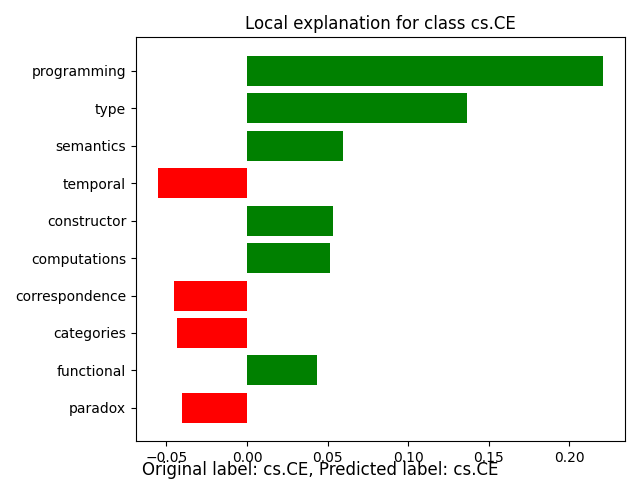 Local explanation for class cs.CE
programming
type
semantics
temporal
constructor
computations
correspondence
categories
functional
paradox
−0.05 0.00 0.05 0.10 0.15 0.20
Original label: cs.CE, Predicted label: cs.CE